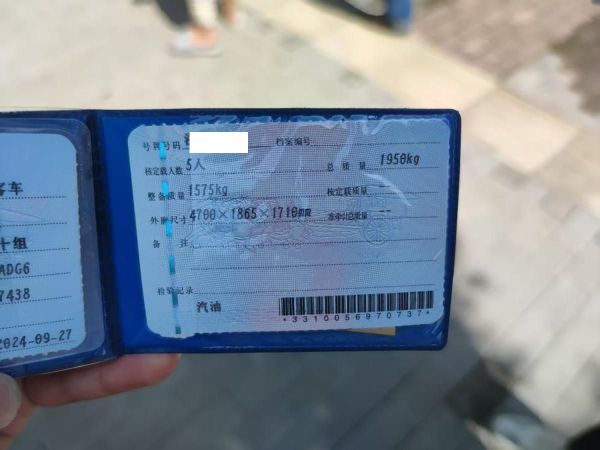 客车
十组
ADG6
7438
2024-09-27
号牌号码 档案编号
核定载人数 5人 总质量 1950kg
整备质量 1575kg 核定载质量 --
外廓尺寸 4700×1865×1710mm 准牵引总质量 --
备注
检验记录
汽油
*3310056970737*